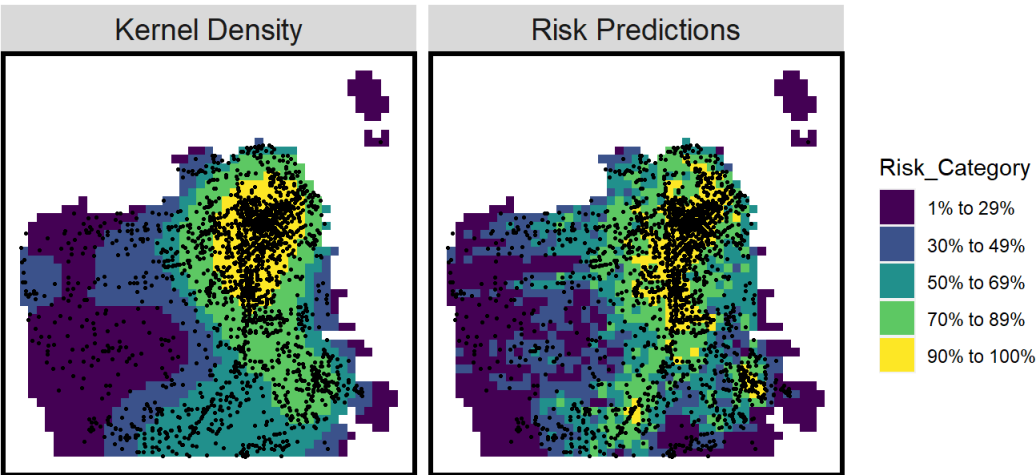 Kernel Density
Risk Predictions
Risk_Category
1% to 29%
30% to 49%
50% to 69%
70% to 89%
90% to 100%